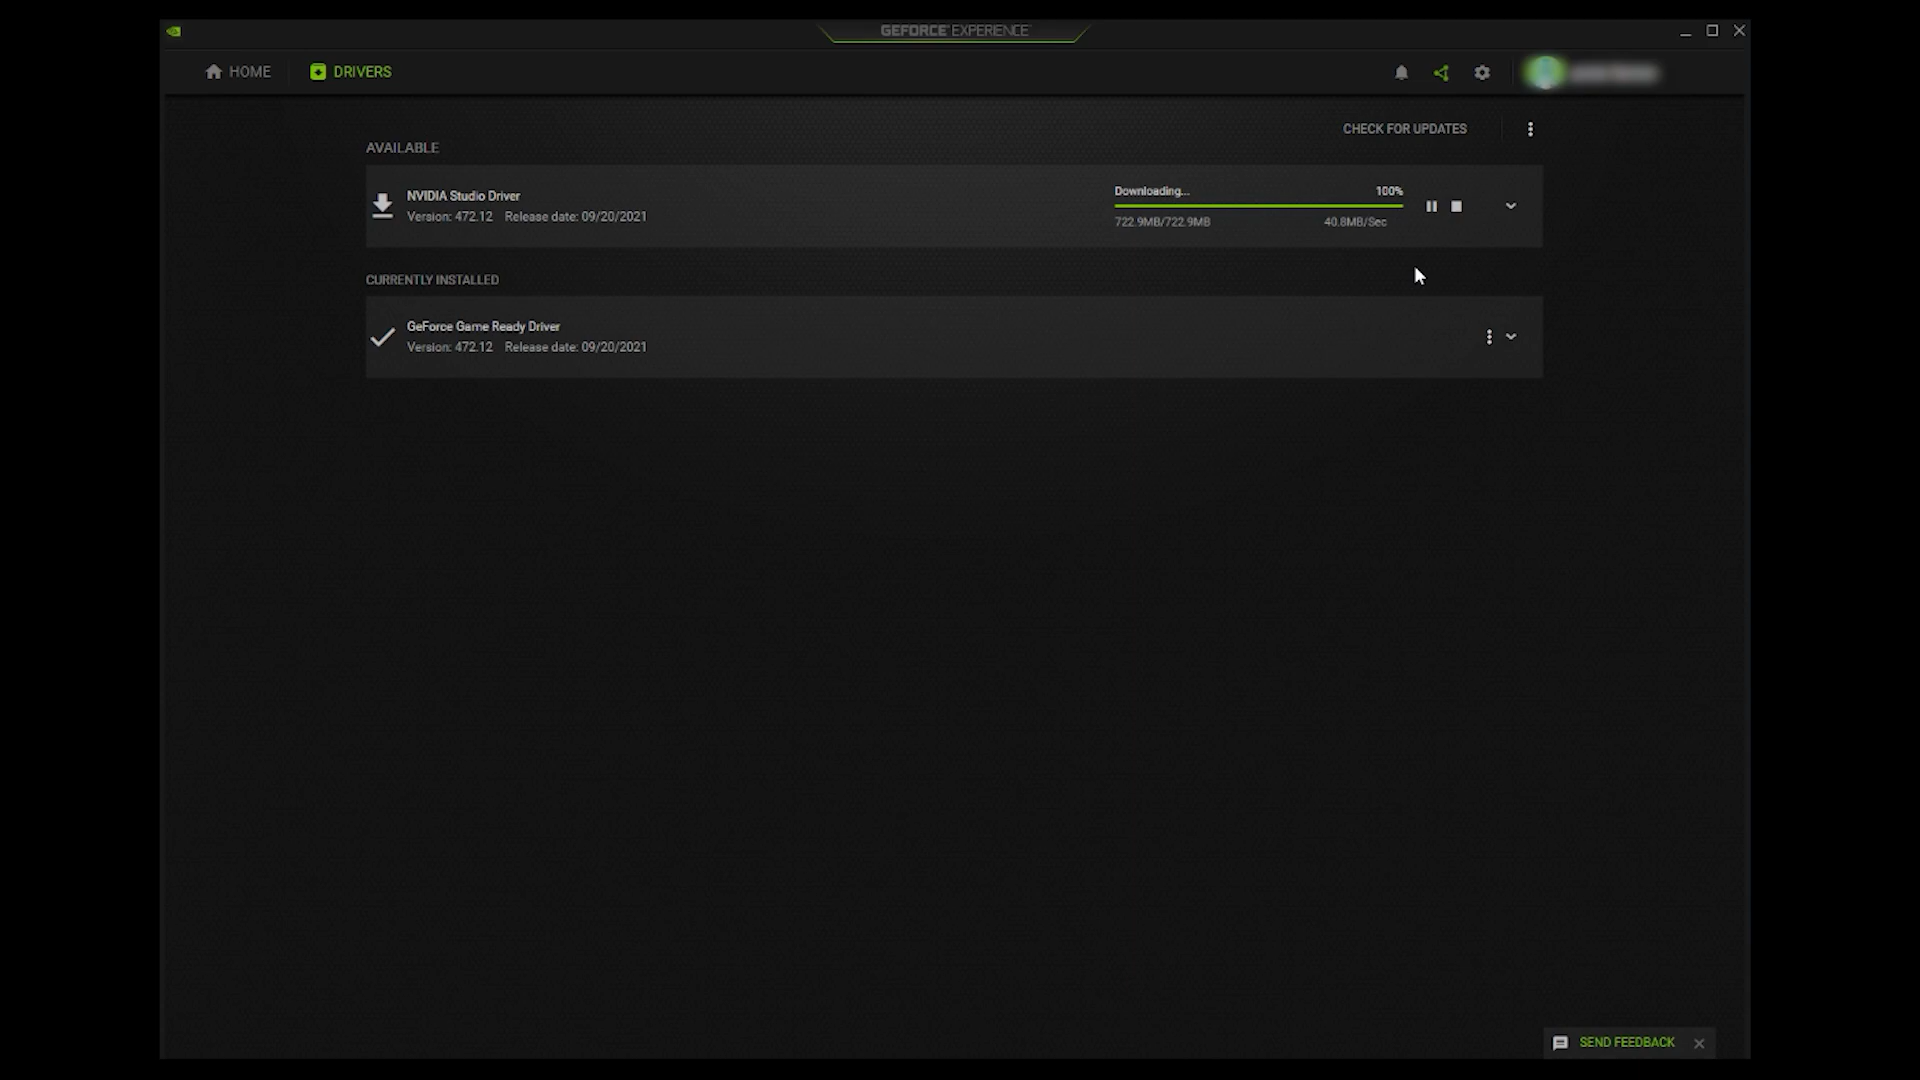 GEFORCE EXPERIENCE
HOME
DRIVERS
CHECK FOR UPDATES
AVAILABLE
NVIDIA Studio Driver
Version: 472.12 Release date: 09/20/2021
Downloading... 100%
722.9MB/722.9MB 40.8MB/Sec
CURRENTLY INSTALLED
GeForce Game Ready Driver
Version: 472.12 Release date: 09/20/2021
SEND FEEDBACK